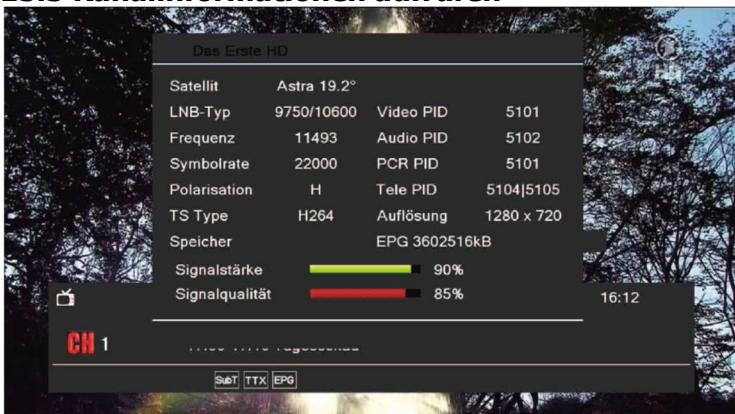 Das Erste HD
HD
Satellit Astra 19.2°
LNB-Typ 9750/10600 Video PID 5101
Frequenz 11493 Audio PID 5102
Symbolrate 22000 PCR PID 5101
Polarisation H Tele PID 5104|5105
TS Type H264 Auflösung 1280 x 720
Speicher EPG 3602516kB
Signalstärke 90%
Signalqualität 85%
16:12
CH 1
SubT TTX EPG